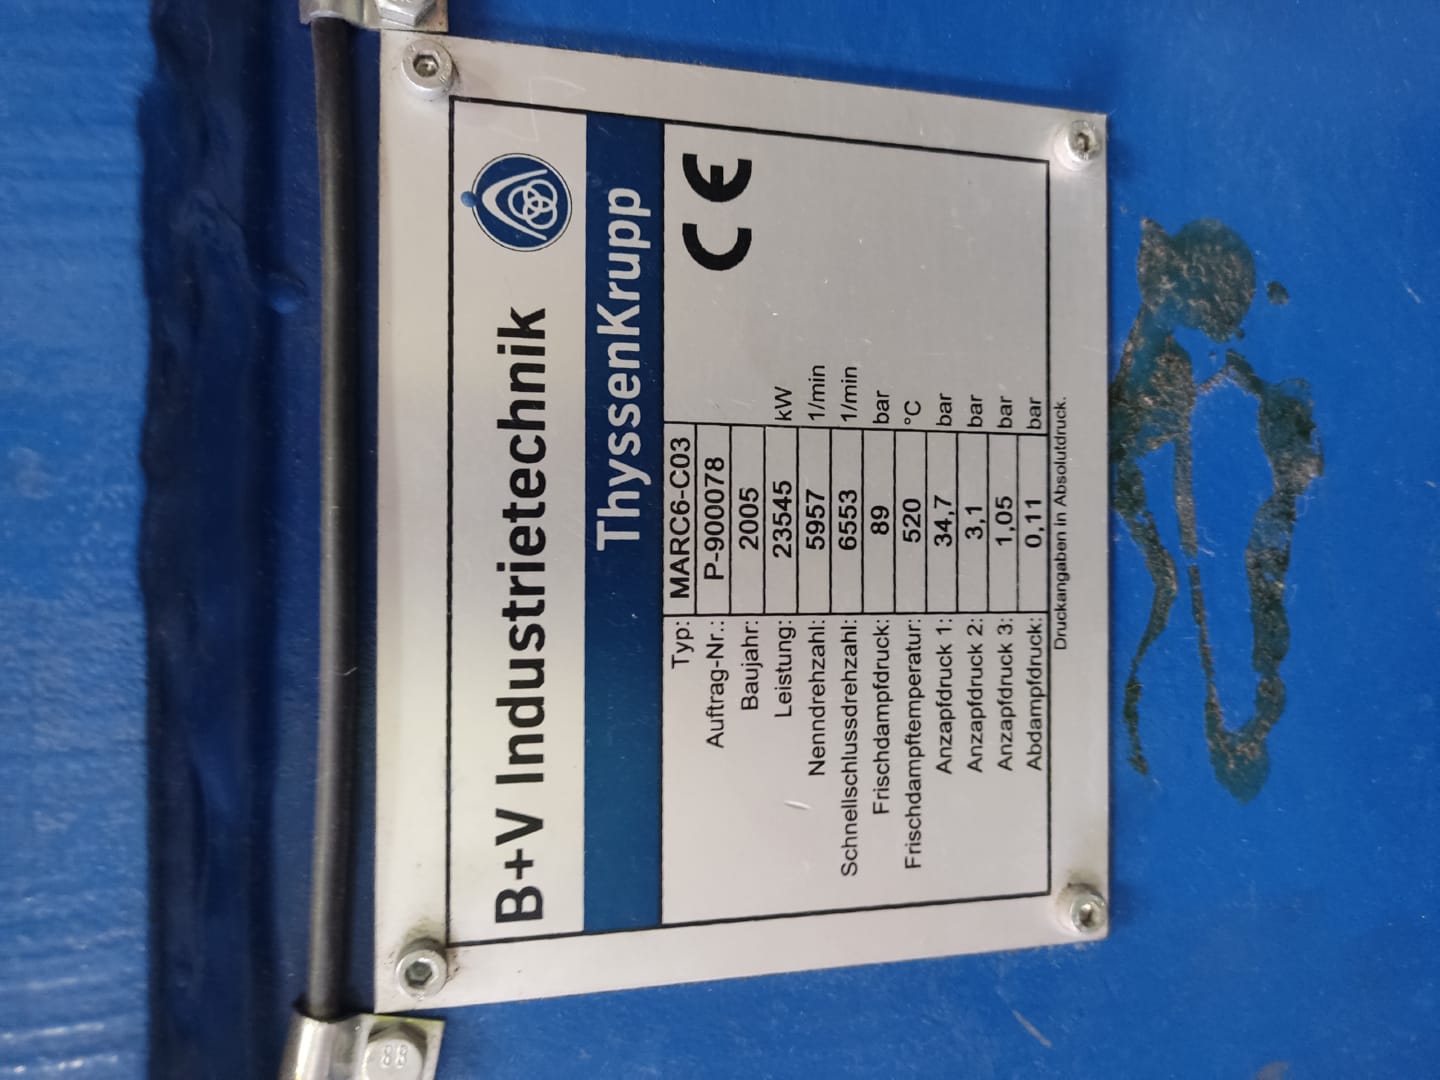 B+V Industrietechnik
ThyssenKrupp
CE
Typ: MARC6-C03
Auftrag-Nr.: P-900078
Baujahr: 2005
Leistung: 23545 kW
Nenndrehzahl: 5957 1/min
Schnellschlussdrehzahl: 6553 1/min
Frischdampfdruck: 89 bar
Frischdampftemperatur: 520 °C
Anzapfdruck 1: 34,7 bar
Anzapfdruck 2: 3,1 bar
Anzapfdruck 3: 1,05 bar
Abdampfdruck: 0,11 bar
Druckangaben in Absolutdruck.